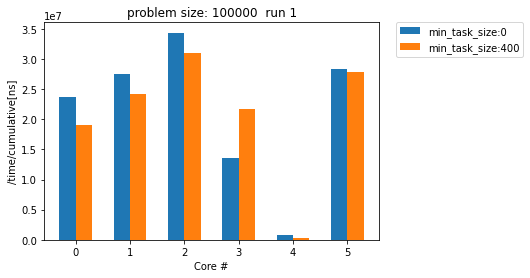 problem size: 100000  run 1
1e7
3.5
3.0
2.5
2.0
1.5
1.0
0.5
0.0
/time/cumulative[ns]
0 1 2 3 4 5
Core #
min_task_size:0
min_task_size:400